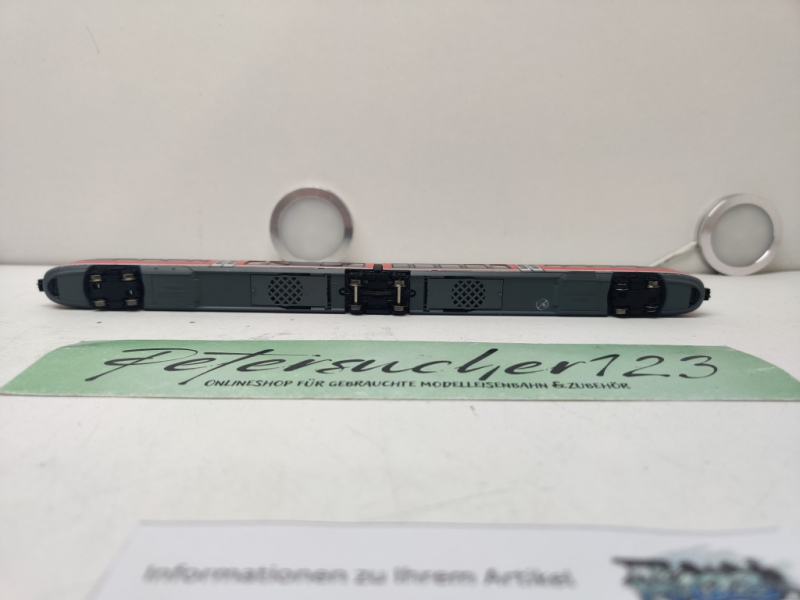 Petersucher123
ONLINESHOP FÜR GEBRAUCHTE MODELLEISENBAHN & ZUBEHÖR
Informationen zu Ihrem Artikel.